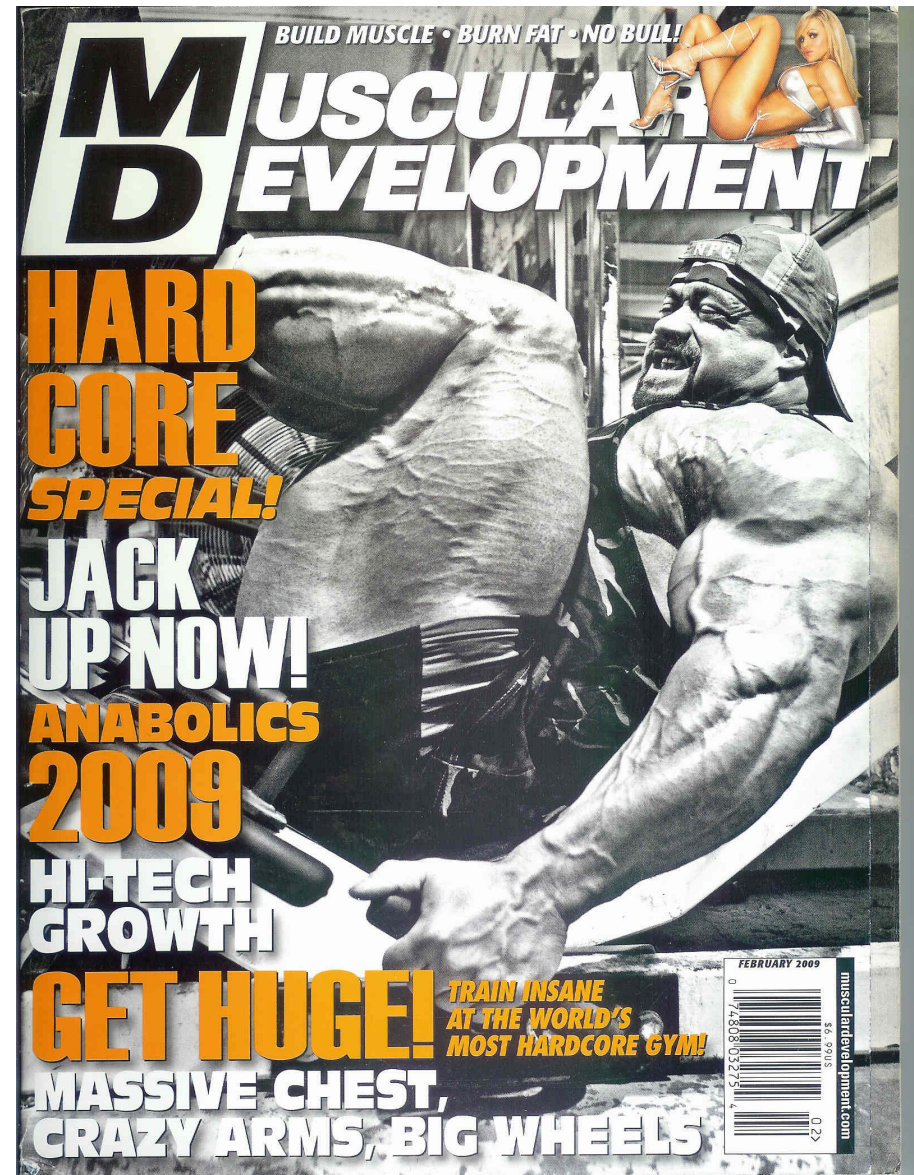 BUILD MUSCLE • BURN FAT • NO BULL!
MUSCULAR
DEVELOPMENT
HARD
CORE
SPECIAL!
JACK
UP NOW!
ANABOLICS
2009
HI-TECH
GROWTH
GET HUGE!
TRAIN INSANE
AT THE WORLD'S
MOST HARDCORE GYM!
MASSIVE CHEST,
CRAZY ARMS, BIG WHEELS
NPC
FEBRUARY 2009
0 74808 03275 4
02>
$6.99US
musculardevelopment.com